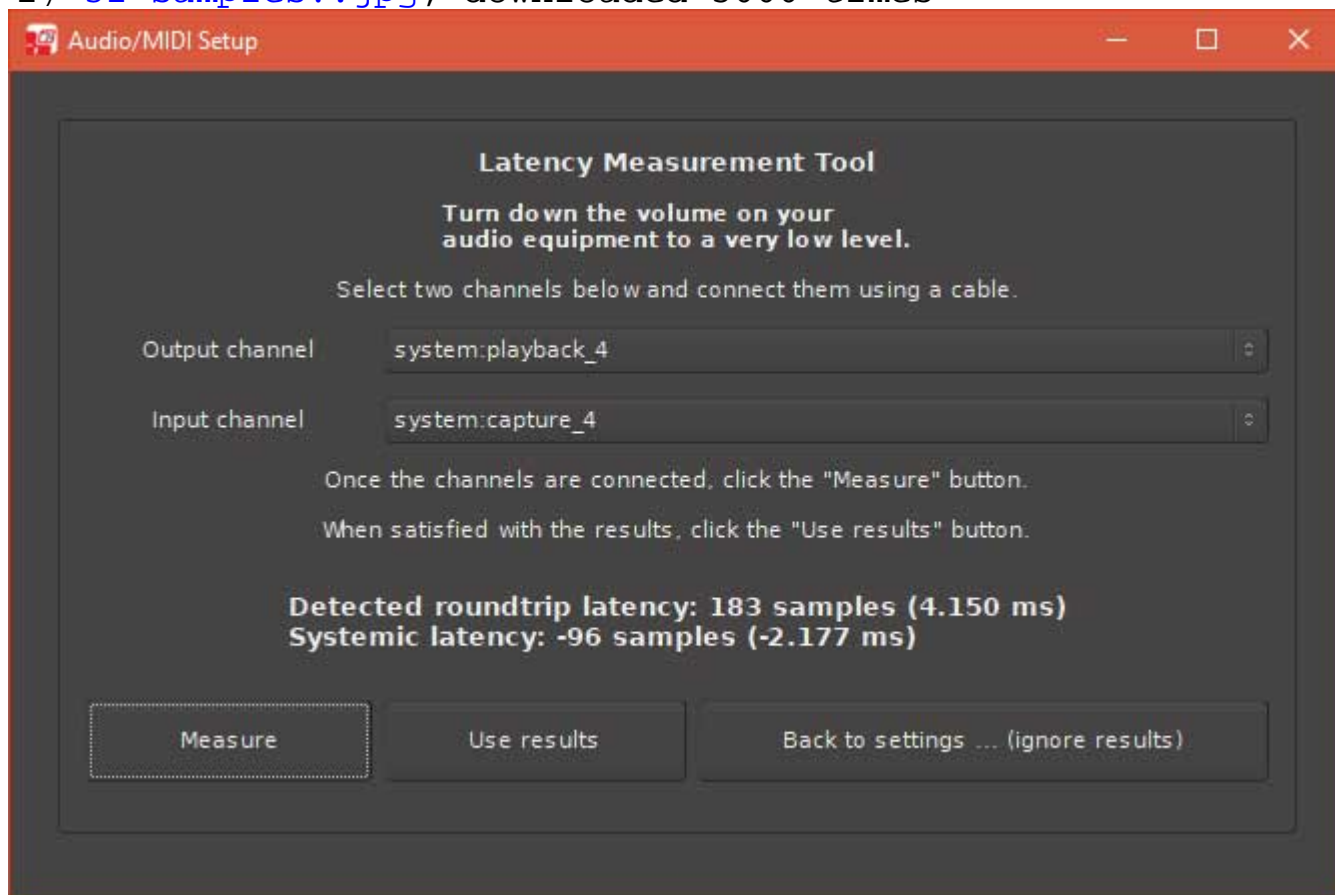 Audio/MIDI Setup
Latency Measurement Tool
Turn down the volume on your
audio equipment to a very low level.
Select two channels below and connect them using a cable.
Output channel system:playback_4
Input channel system:capture_4
Once the channels are connected, click the "Measure" button.
When satisfied with the results, click the "Use results" button.
Detected roundtrip latency: 183 samples (4.150 ms)
Systemic latency: -96 samples (-2.177 ms)
Measure Use results Back to settings ... (ignore results)